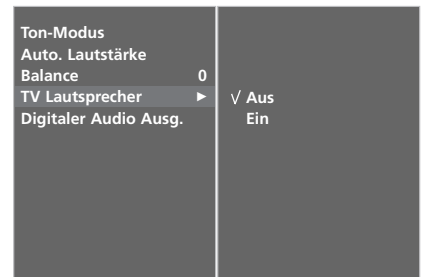 Ton-Modus
Auto. Lautstärke
Balance 0
TV Lautsprecher ►
Digitaler Audio Ausg.
√ Aus
Ein